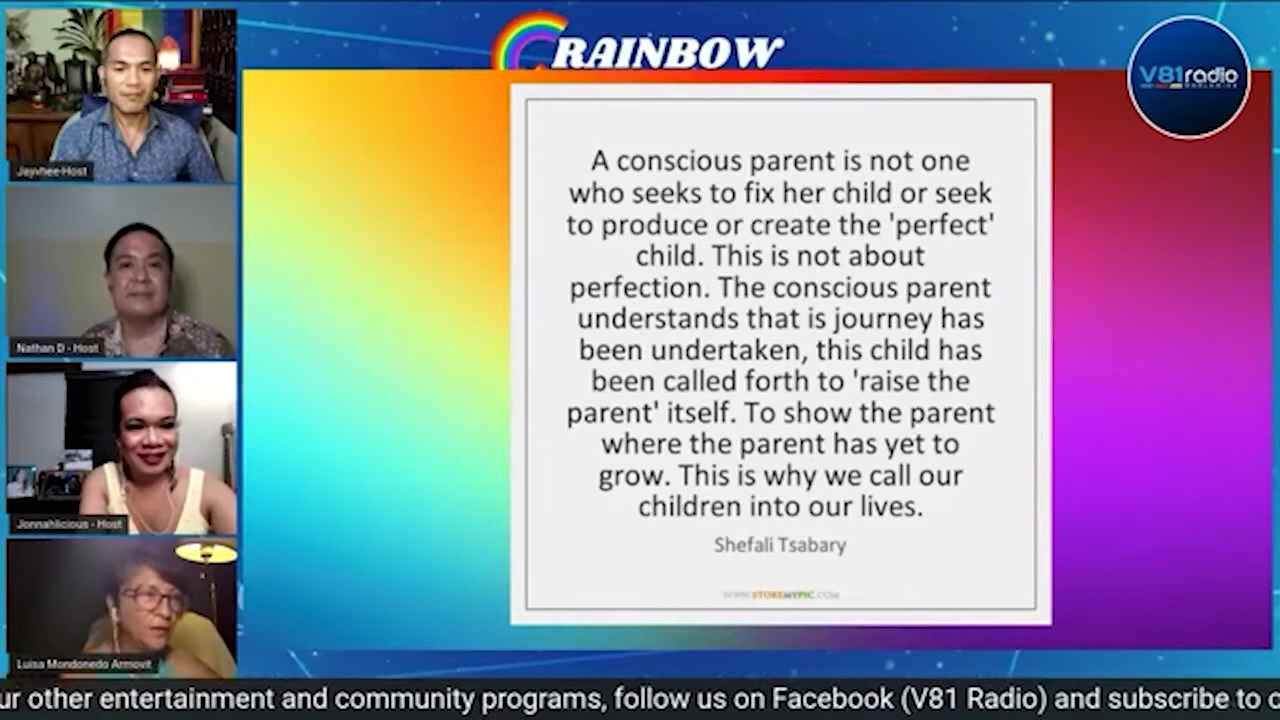 RAINBOW
V81radio
WORLDWIDE
Jayvhee-Host
Nathan D - Host
Jonnahlicious - Host
Luisa Mondonedo Armovit
A conscious parent is not one
who seeks to fix her child or seek
to produce or create the 'perfect'
child. This is not about
perfection. The conscious parent
understands that is journey has
been undertaken, this child has
been called forth to 'raise the
parent' itself. To show the parent
where the parent has yet to
grow. This is why we call our
children into our lives.
Shefali Tsabary
WWW.STOREMYPIC.COM
ur other entertainment and community programs, follow us on Facebook (V81 Radio) and subscribe to o